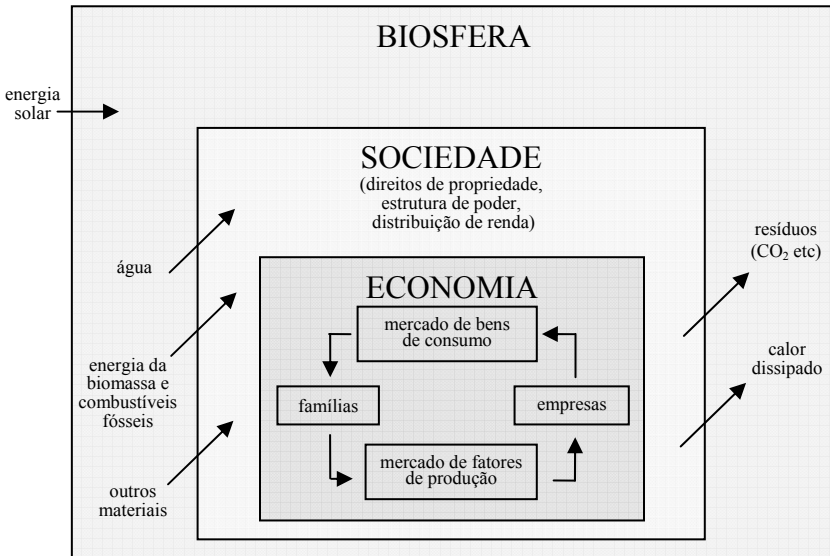 BIOSFERA
energia
solar
SOCIEDADE
(direitos de propriedade,
estrutura de poder,
distribuição de renda)
água
resíduos
(CO₂ etc)
ECONOMIA
mercado de bens
de consumo
energia da
biomassa e
combustíveis
fósseis
calor
dissipado
famílias
empresas
mercado de fatores
de produção
outros
materiais